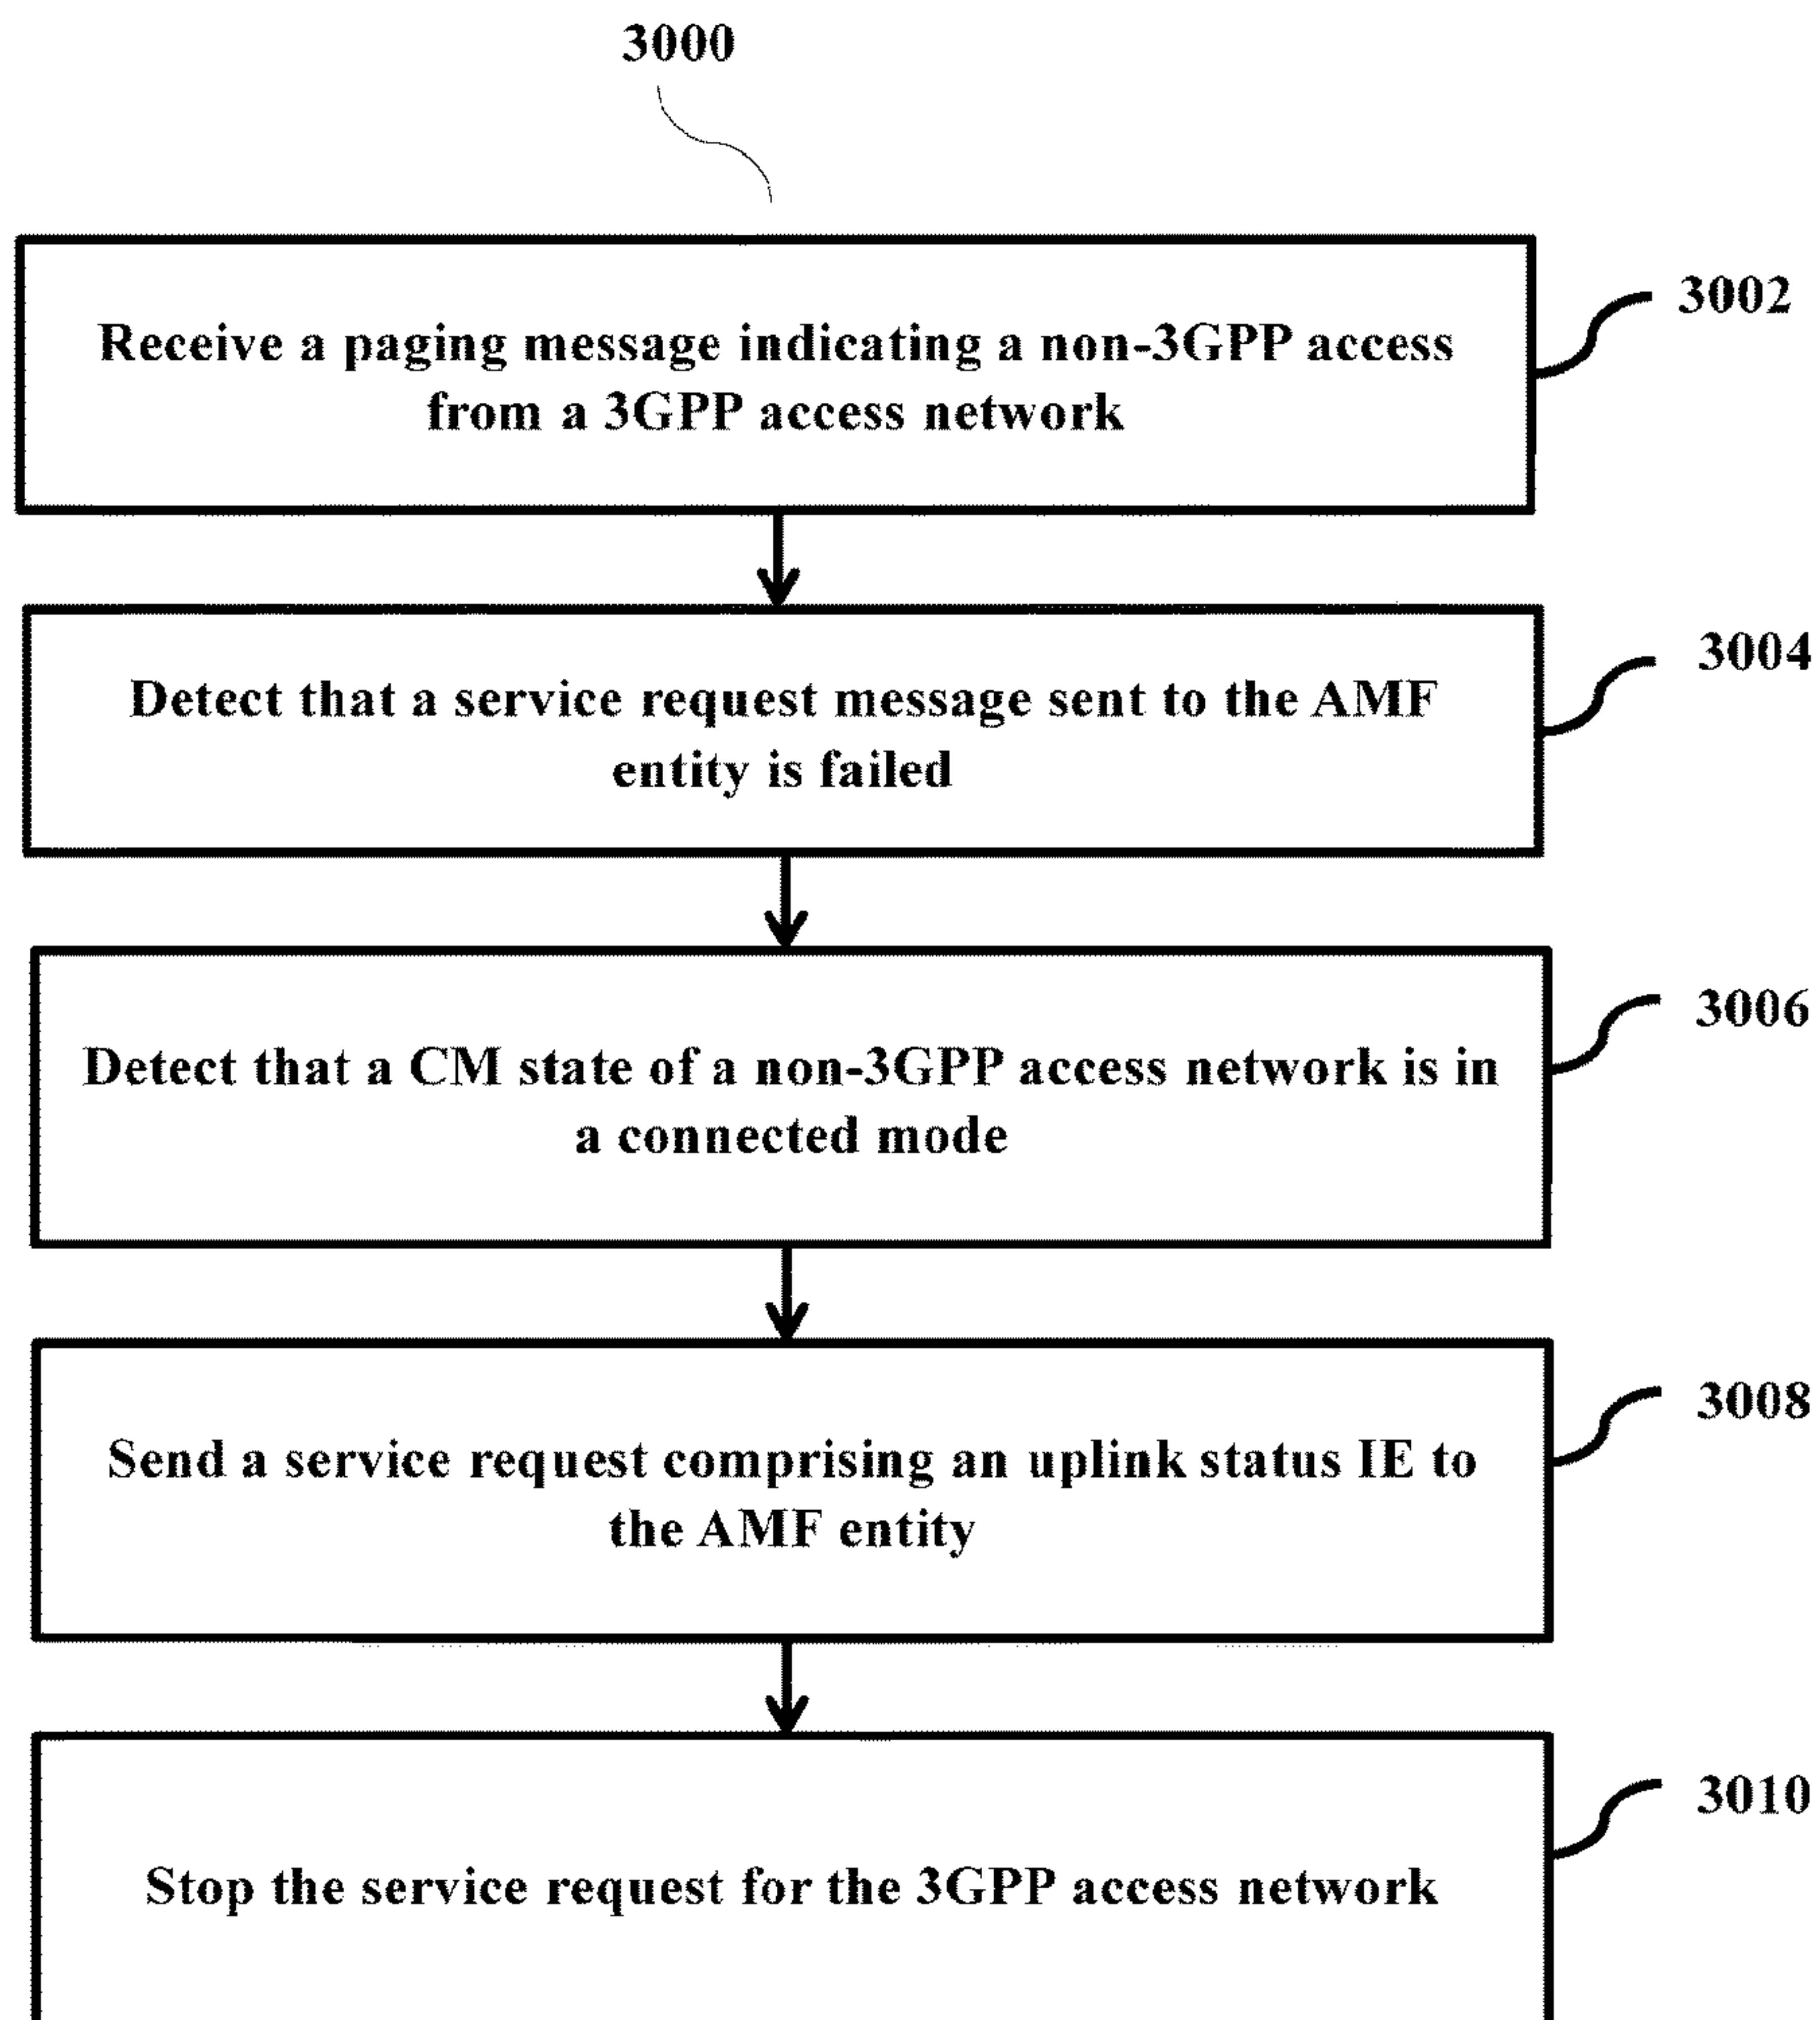 3000
Receive a paging message indicating a non-3GPP access
from a 3GPP access network
3002
Detect that a service request message sent to the AMF
entity is failed
3004
Detect that a CM state of a non-3GPP access network is in
a connected mode
3006
Send a service request comprising an uplink status IE to
the AMF entity
3008
Stop the service request for the 3GPP access network
3010